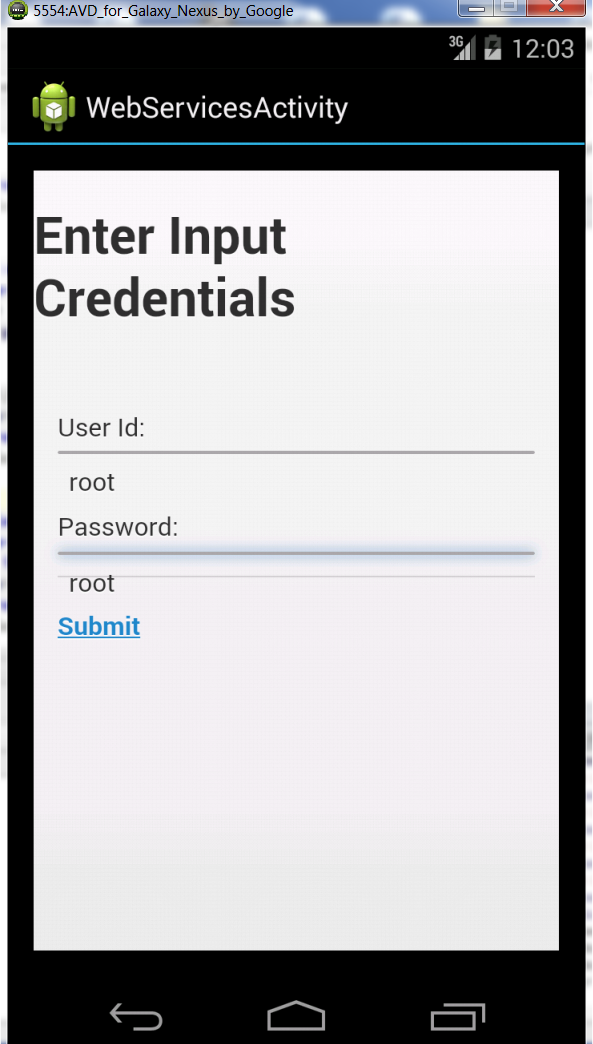 5554:AVD_for_Galaxy_Nexus_by_Google
3G 12:03
WebServicesActivity
Enter Input
Credentials
User Id:
root
Password:
root
Submit